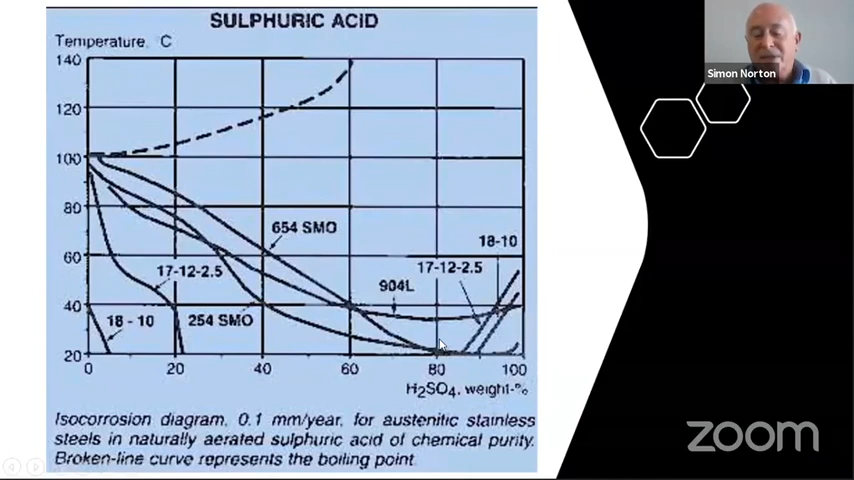 SULPHURIC ACID
Temperature, C
140
120
100
80
60
40
20
0
20
40
60
80
100
654 SMO
18-10
17-12-2.5
17-12-2.5
904L
18 - 10
254 SMO
H₂SO₄, weight-%
Isocorrosion diagram, 0.1 mm/year, for austenitic stainless
steels in naturally aerated sulphuric acid of chemical purity.
Broken-line curve represents the boiling point.
Simon Norton
zoom